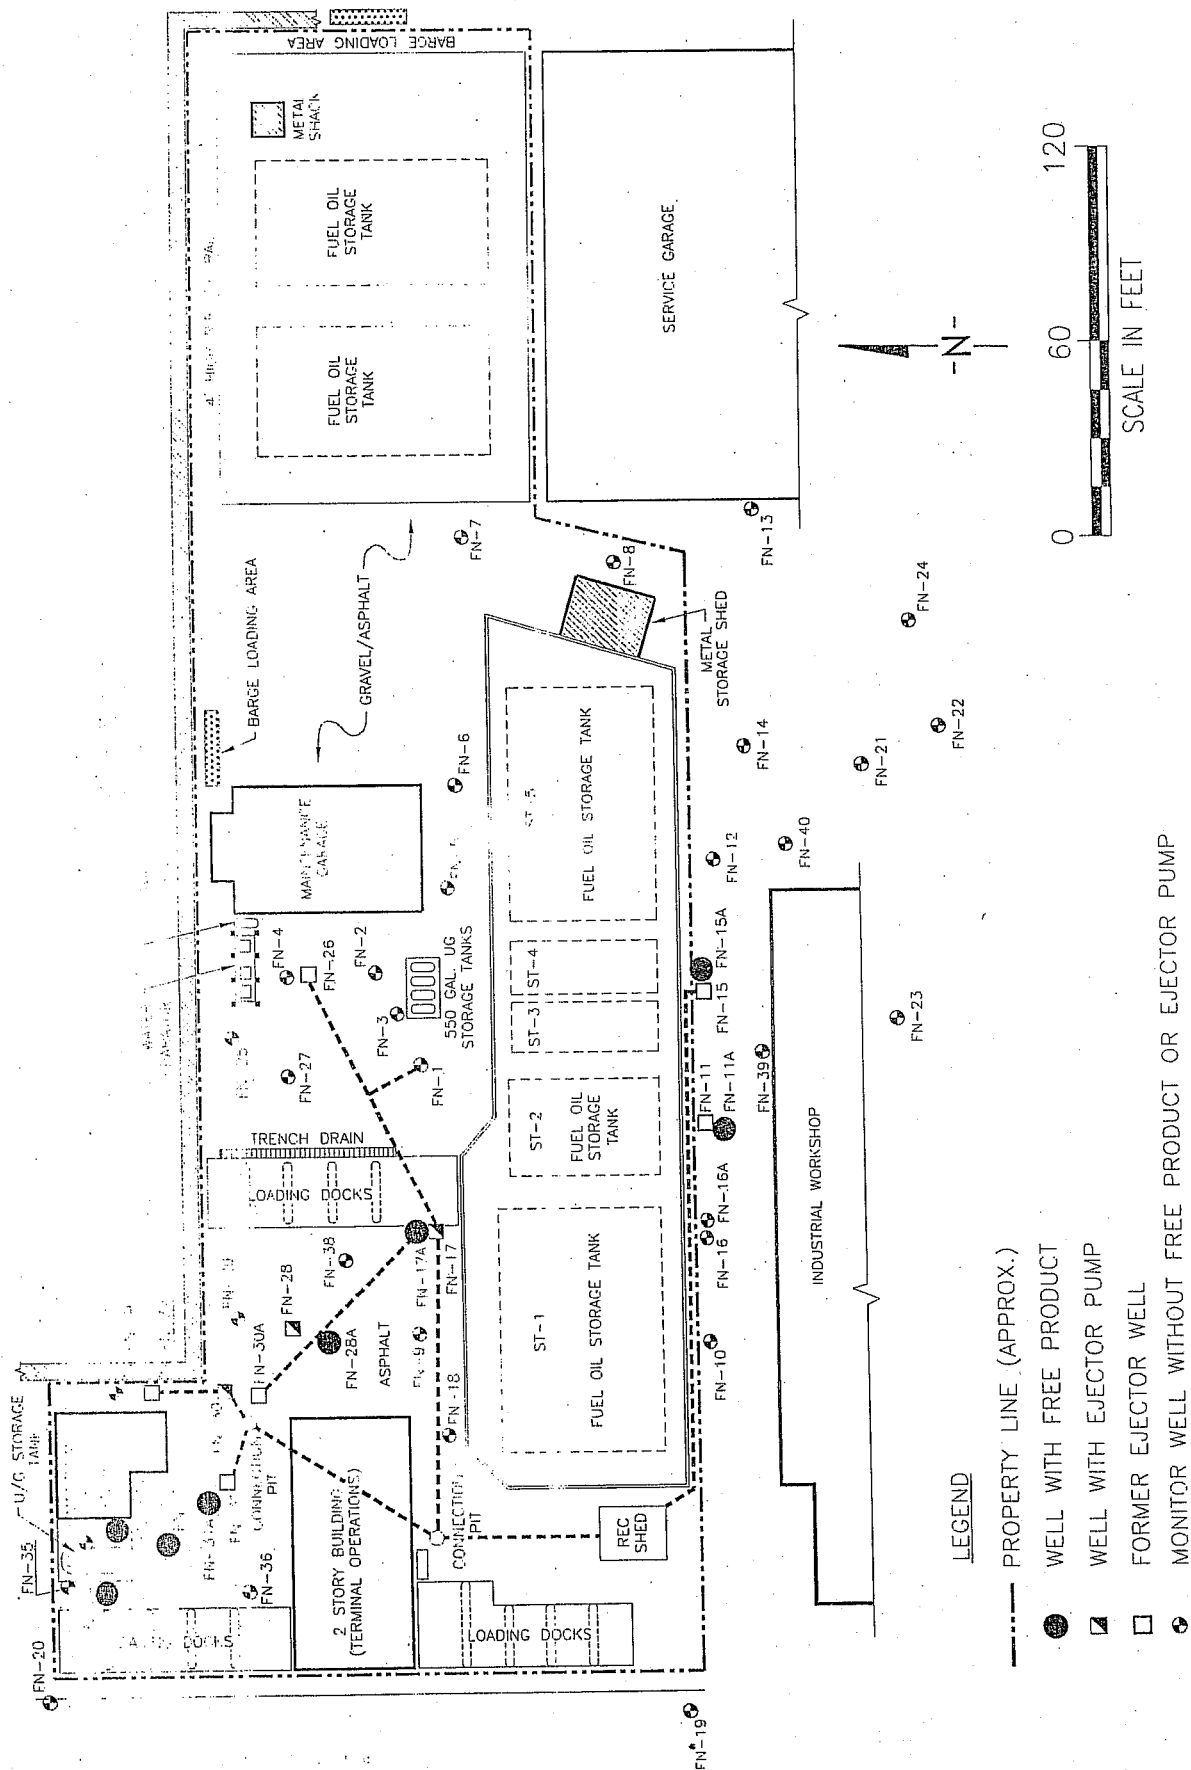 BARGE LOADING AREA
METAL
SHACK
FUEL OIL
STORAGE
TANK
FUEL OIL
STORAGE
TANK
SERVICE GARAGE
BARGE LOADING AREA
GRAVEL/ASPHALT
FN-7
FN-8
FN-13
METAL
STORAGE SHED
MAINTENANCE
GARAGE
FN-6
FN-4
FN-26
FN-2
FN-3
550 GAL. UG
STORAGE TANKS
FN-1
FN-27
TRENCH DRAIN
LOADING DOCKS
ST-5
FUEL OIL STORAGE TANK
ST-4
ST-3
ST-2
FUEL OIL
STORAGE
TANK
ST-1
FUEL OIL STORAGE TANK
FN-14
FN-24
FN-22
FN-21
FN-40
FN-12
FN-15A
FN-15
FN-11
FN-11A
FN-39
FN-23
FN-16A
FN-16
FN-10
INDUSTRIAL WORKSHOP
FN-38
FN-28
FN-17A
FN-17
FN-30A
FN-28A
ASPHALT
FN-9
FN-18
U/G STORAGE
TANK
FN-35
FN-20
FN-36
CONNECTION
PIT
2 STORY BUILDING
(TERMINAL OPERATIONS)
CONNECTION
PIT
REC
SHED
LOADING DOCKS
DOCKS
FN-19
-N-
0 60 120
SCALE IN FEET
LEGEND
PROPERTY LINE (APPROX.)
WELL WITH FREE PRODUCT
WELL WITH EJECTOR PUMP
FORMER EJECTOR WELL
MONITOR WELL WITHOUT FREE PRODUCT OR EJECTOR PUMP